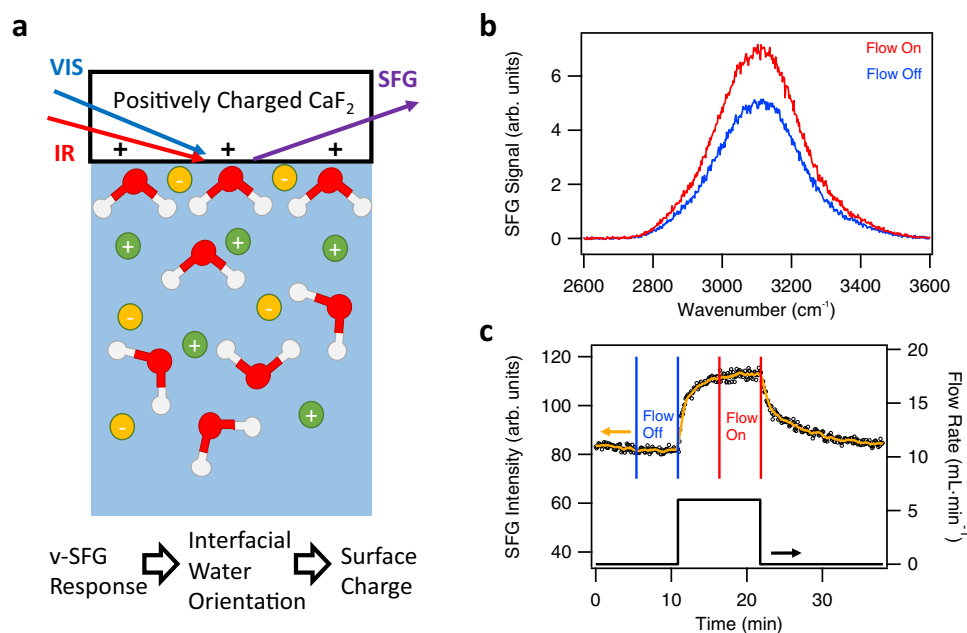 a
VIS
SFG
Positively Charged CaF2
IR
+ + +
- -
+ + +
- -
+
- +
v-SFG
Response
Interfacial
Water
Orientation
Surface
Charge
b
Flow On
Flow Off
SFG Signal (arb. units)
6
4
2
0
2600 2800 3000 3200 3400 3600
Wavenumber (cm-1)
c
SFG Intensity (arb. units)
120
100
80
60
40
Flow
Off
Flow
On
20
15
10
5
0
Flow Rate (mL·min-1)
0 10 20 30
Time (min)